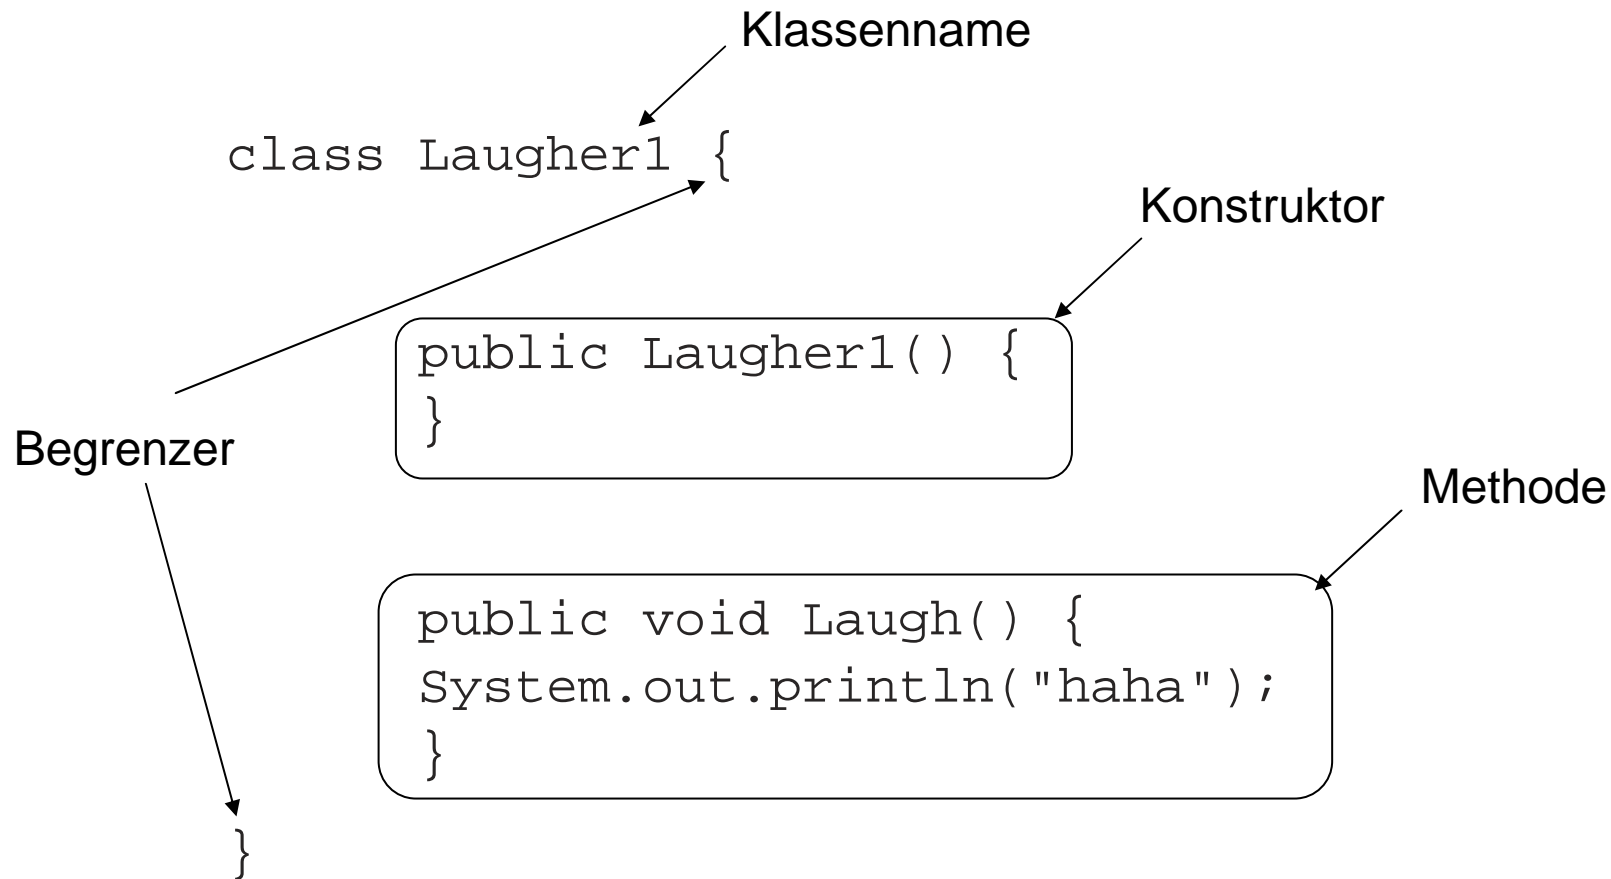 Klassenname
class Laugher1 {
Konstruktor
public Laugher1() {
}
Begrenzer
Methode
public void Laugh() {
System.out.println("haha");
}
}